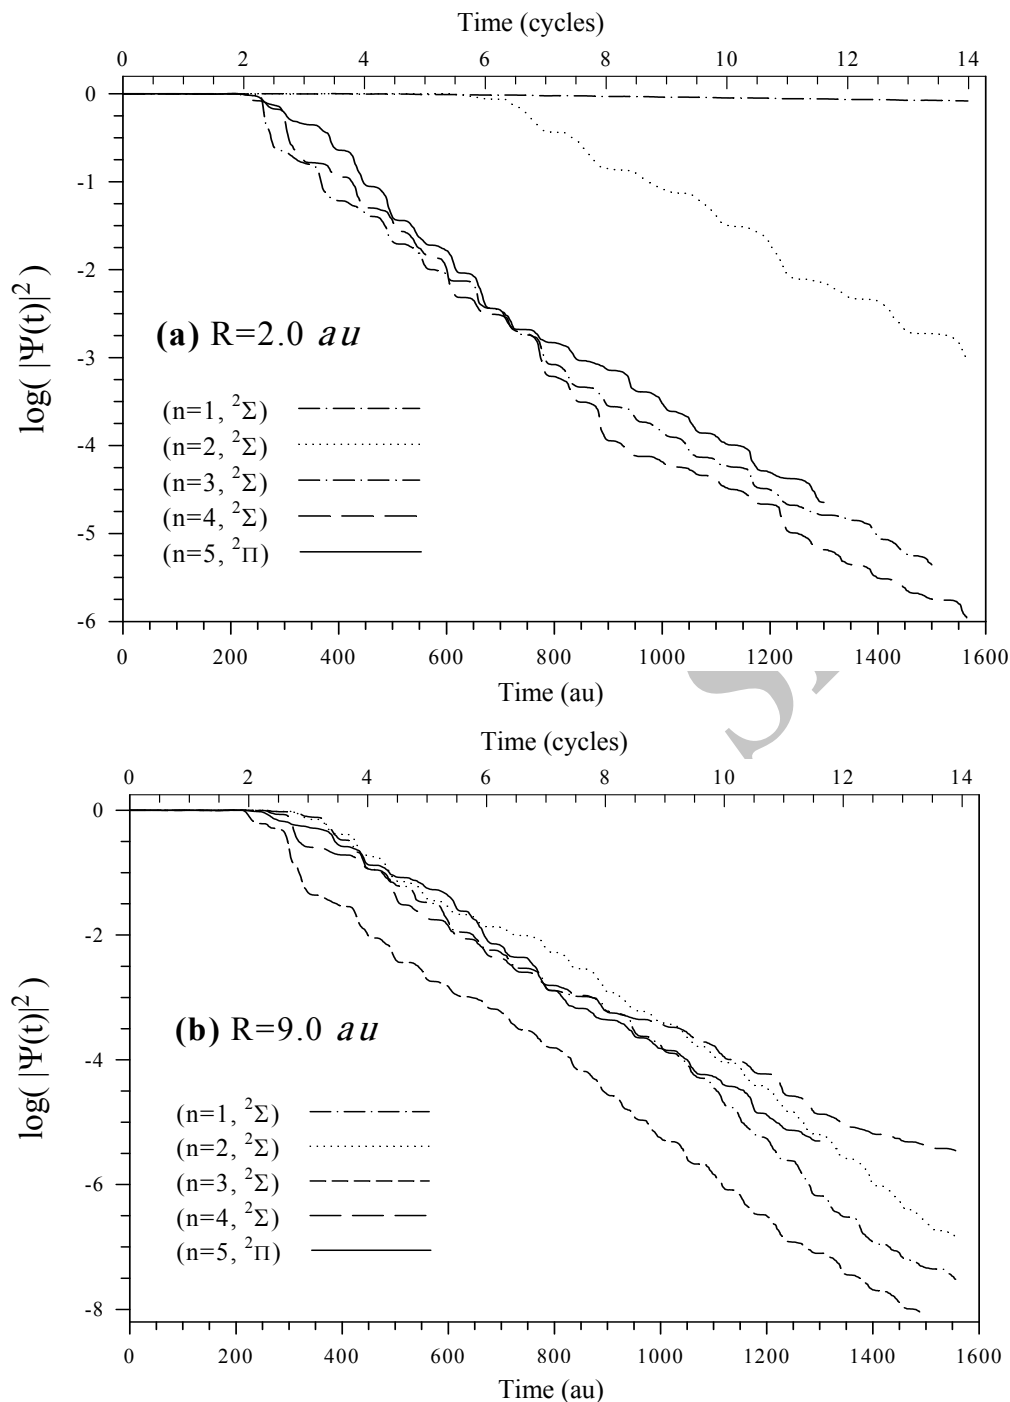 Time (cycles)
0 2 4 6 8 10 12 14
0
-1
-2
-3
-4
-5
-6
log( |Ψ(t)|² )
(a) R=2.0 au
(n=1, ²Σ)
(n=2, ²Σ)
(n=3, ²Σ)
(n=4, ²Σ)
(n=5, ²Π)
0 200 400 600 800 1000 1200 1400 1600
Time (au)
Time (cycles)
0 2 4 6 8 10 12 14
0
-2
-4
-6
-8
log( |Ψ(t)|² )
(b) R=9.0 au
(n=1, ²Σ)
(n=2, ²Σ)
(n=3, ²Σ)
(n=4, ²Σ)
(n=5, ²Π)
0 200 400 600 800 1000 1200 1400 1600
Time (au)